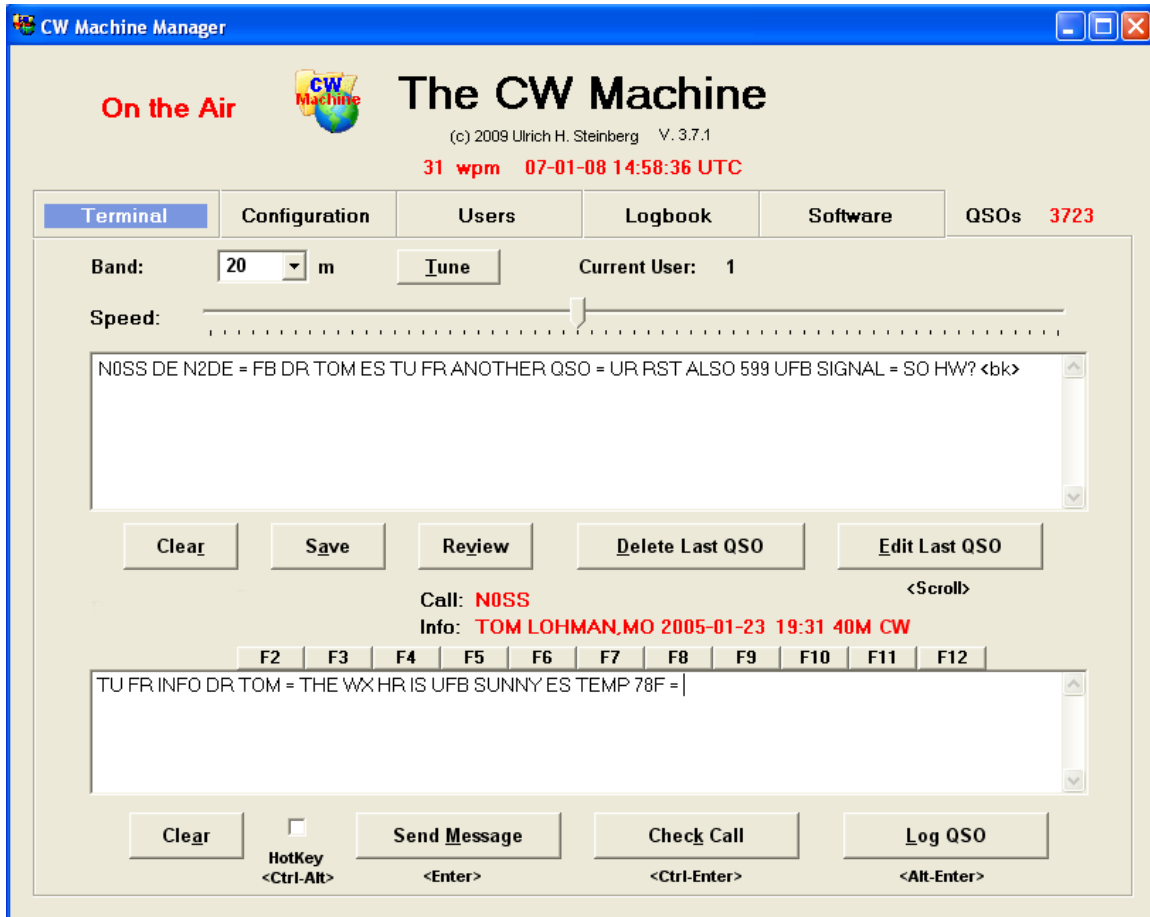 CW Machine Manager
On the Air
CW Machine
The CW Machine
(c) 2009 Ulrich H. Steinberg V. 3.7.1
31 wpm 07-01-08 14:58:36 UTC
Terminal Configuration Users Logbook Software QSOs 3723
Band: 20 m Tune Current User: 1
Speed:
N0SS DE N2DE = FB DR TOM ES TU FR ANOTHER QSO = UR RST ALSO 599 UFB SIGNAL = SO HW? <bk>
Clear Save Review Delete Last QSO Edit Last QSO
<Scroll>
Call: N0SS
Info: TOM LOHMAN,MO 2005-01-23 19:31 40M CW
F2 F3 F4 F5 F6 F7 F8 F9 F10 F11 F12
TU FR INFO DR TOM = THE WX HR IS UFB SUNNY ES TEMP 78F =
Clear Send Message Check Call Log QSO
HotKey
<Ctrl-Alt> <Enter> <Ctrl-Enter> <Alt-Enter>